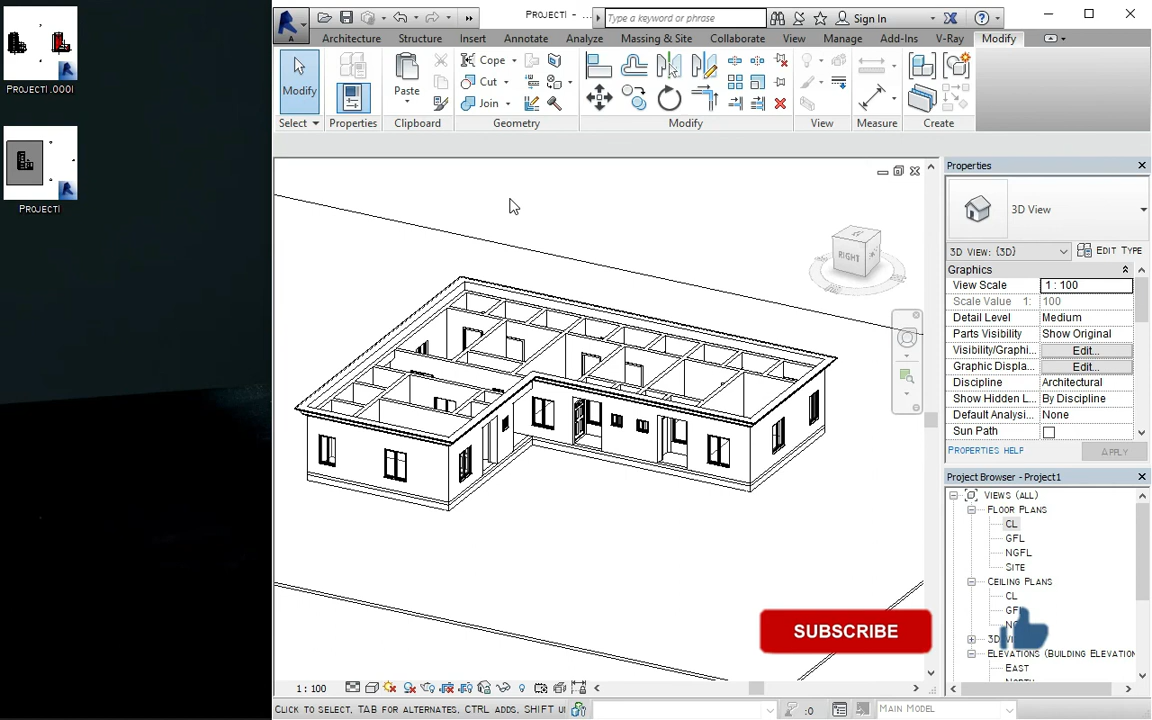 PROJECT1 .0001
PROJECT1
A
PROJECT1 - ...
Type a keyword or phrase
Sign In
Architecture Structure Insert Annotate Analyze Massing & Site Collaborate View Manage Add-Ins V-Ray Modify
Modify
Paste
Cope
Cut
Join
Select Properties Clipboard Geometry Modify View Measure Create
RIGHT
Properties
3D View
3D VIEW: {3D}
EDIT TYPE
Graphics
View Scale 1 : 100
Scale Value 1: 100
Detail Level Medium
Parts Visibility Show Original
Visibility/Graphi... Edit...
Graphic Displa... Edit...
Discipline Architectural
Show Hidden L... By Discipline
Default Analysi... None
Sun Path
PROPERTIES HELP
APPLY
Project Browser - Project1
VIEWS (ALL)
FLOOR PLANS
CL
GFL
NGFL
SITE
CEILING PLANS
CL
ELEVATIONS (BUILDING ELEVATION
EAST
SUBSCRIBE
1 : 100
CLICK TO SELECT, TAB FOR ALTERNATES, CTRL ADDS, SHIFT U
:0
MAIN MODEL